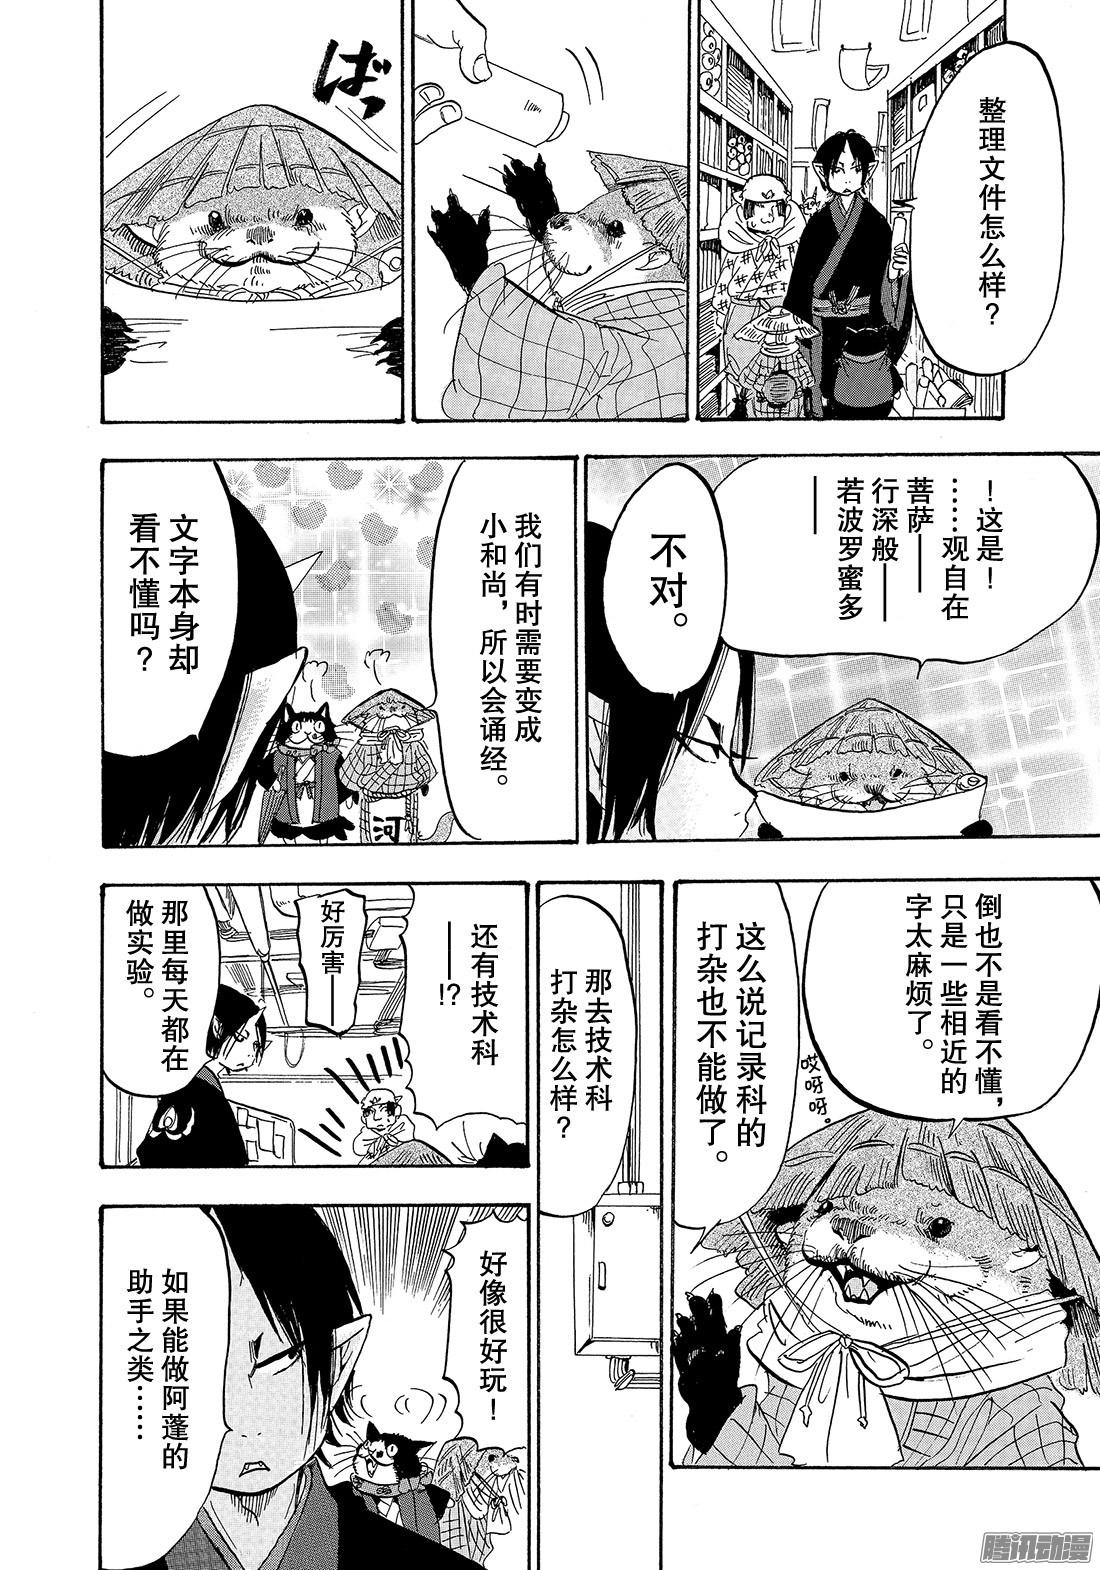 整理文件怎么样？
ばっ
！这是！
……观自在
菩萨——
行深般——
若波罗蜜多
——
不对。
我们有时需要变成
小和尚，所以会诵经。
河
文字本身却
看不懂吗？
倒也不是看不懂，
只是一些相近的
字太麻烦了。
哎呀呀。
这么说记录科的
打杂也不能做了。
那去技术科
打杂怎么样？
还有技术科
——!?
好厉害——
那里每天都在
做实验。
好像很好玩！
如果能做阿蓬的
助手之类……
腾讯动漫